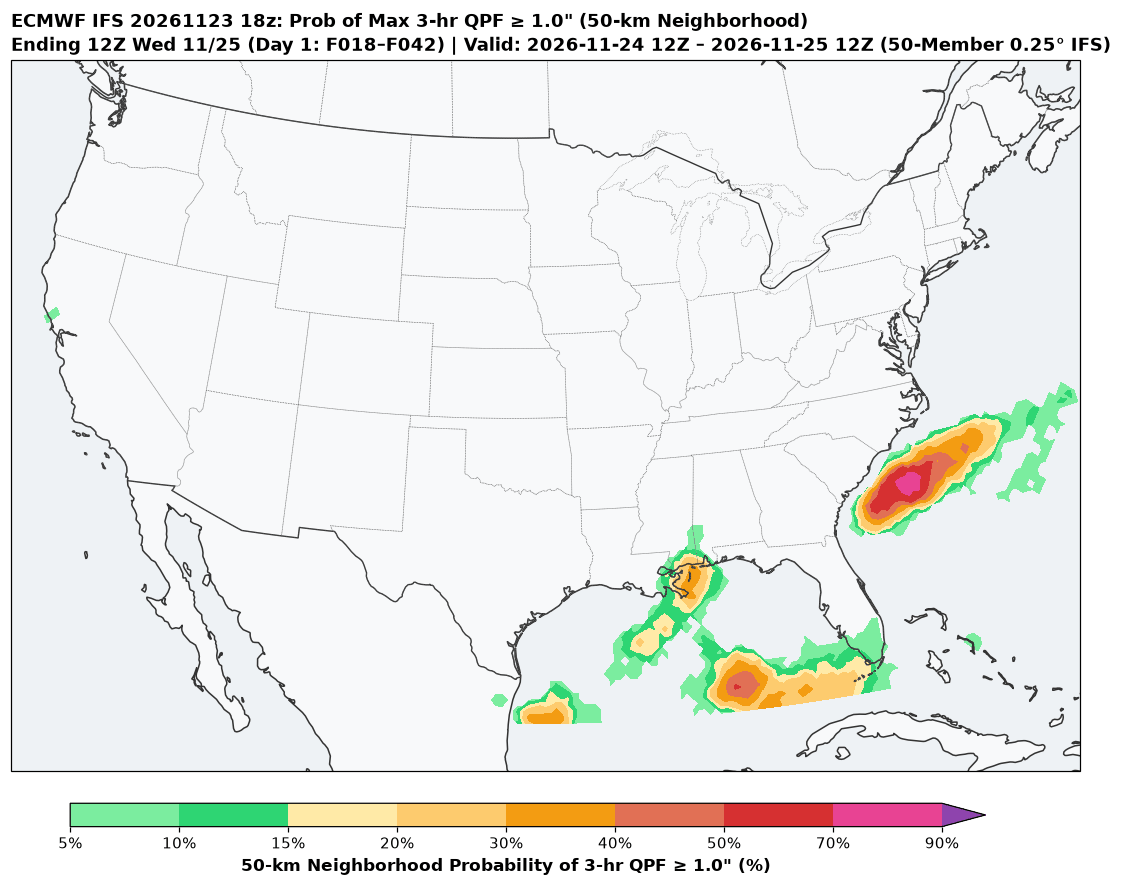 ECMWF IFS 20261123 18z: Prob of Max 3-hr QPF ≥ 1.0" (50-km Neighborhood)
Ending 12Z Wed 11/25 (Day 1: F018–F042) | Valid: 2026-11-24 12Z – 2026-11-25 12Z (50-Member 0.25° IFS)
5% 10% 15% 20% 30% 40% 50% 70% 90%
50-km Neighborhood Probability of 3-hr QPF ≥ 1.0" (%)